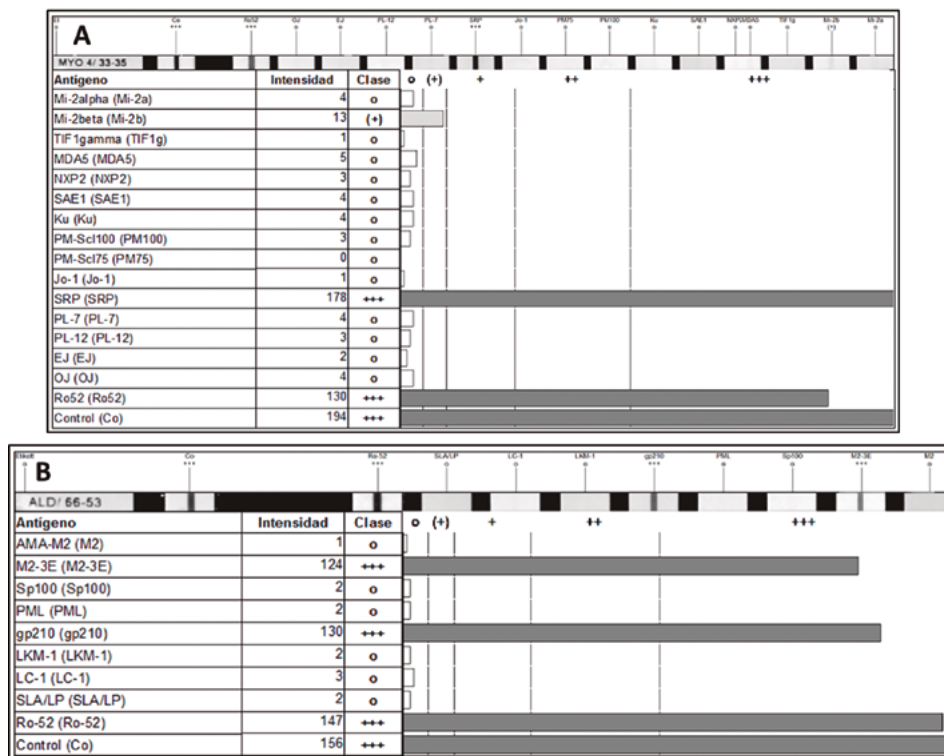 A
Et Co Ro52 OJ EJ PL-12 PL-7 SRP Jo-1 PM75 PM100 Ku SAE1 NXP2 MDA5 TIF1g Mi-2b Mi-2a
o *** *** o o o o *** o o o o o o o o (+) o
MYO 4/ 33-35
Antígeno Intensidad Clase o (+) + ++ +++
Mi-2alpha (Mi-2a) 4 o
Mi-2beta (Mi-2b) 13 (+)
TIF1gamma (TIF1g) 1 o
MDA5 (MDA5) 5 o
NXP2 (NXP2) 3 o
SAE1 (SAE1) 4 o
Ku (Ku) 4 o
PM-Scl100 (PM100) 3 o
PM-Scl75 (PM75) 0 o
Jo-1 (Jo-1) 1 o
SRP (SRP) 178 +++
PL-7 (PL-7) 4 o
PL-12 (PL-12) 3 o
EJ (EJ) 2 o
OJ (OJ) 4 o
Ro52 (Ro52) 130 +++
Control (Co) 194 +++
B
Etikett Co Ro-52 SLA/LP LC-1 LKM-1 gp210 PML Sp100 M2-3E M2
o *** *** o o o *** o o *** o
ALD/ 66-53
Antígeno Intensidad Clase o (+) + ++ +++
AMA-M2 (M2) 1 o
M2-3E (M2-3E) 124 +++
Sp100 (Sp100) 2 o
PML (PML) 2 o
gp210 (gp210) 130 +++
LKM-1 (LKM-1) 2 o
LC-1 (LC-1) 3 o
SLA/LP (SLA/LP) 2 o
Ro-52 (Ro-52) 147 +++
Control (Co) 156 +++